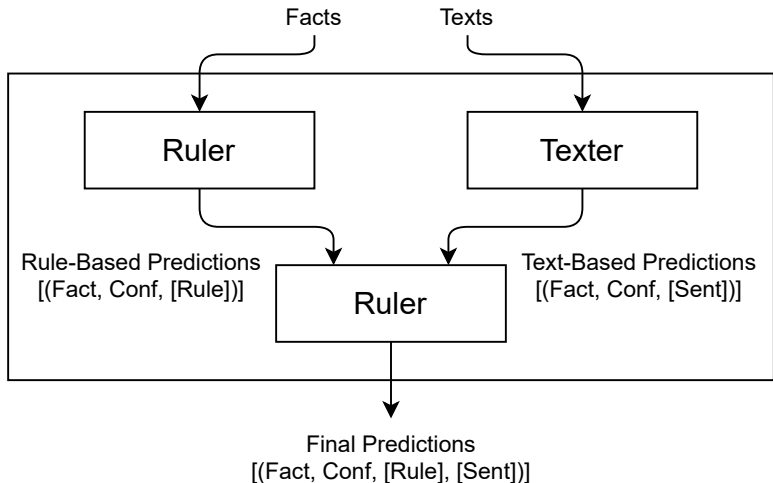 Facts
Texts
Ruler
Texter
Rule-Based Predictions
[(Fact, Conf, [Rule])]
Text-Based Predictions
[(Fact, Conf, [Sent])]
Ruler
Final Predictions
[(Fact, Conf, [Rule], [Sent])]